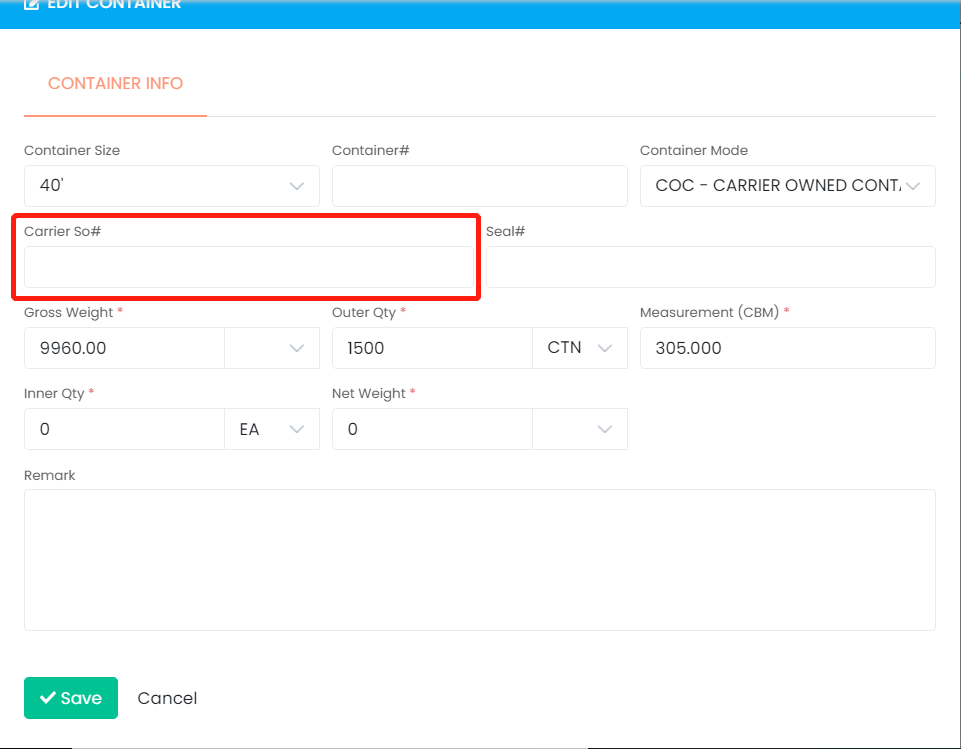 EDIT CONTAINER
CONTAINER INFO
Container Size Container# Container Mode
40' COC - CARRIER OWNED CONT
Carrier So# Seal#
Gross Weight * Outer Qty * Measurement (CBM) *
9960.00 1500 CTN 305.000
Inner Qty * Net Weight *
0 EA 0
Remark
Save Cancel